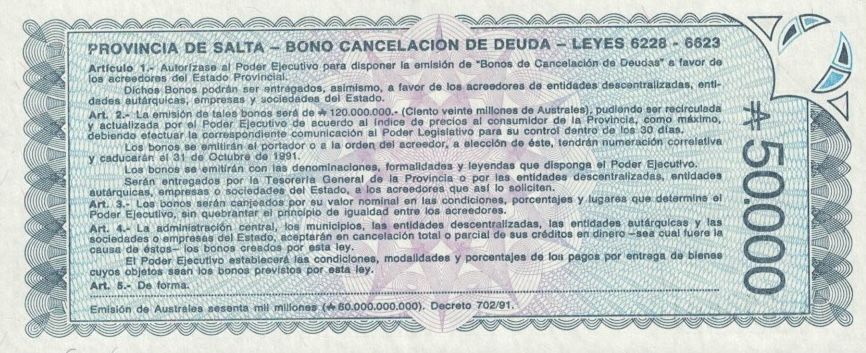 PROVINCIA DE SALTA – BONO CANCELACION DE DEUDA – LEYES 6228 - 6623
Artículo 1.- Autorízase al Poder Ejecutivo para disponer la emisión de "Bonos de Cancelación de Deudas" a favor de
los acreedores del Estado Provincial.
Dichos Bonos podrán ser entregados, asimismo, a favor de los acreedores de entidades descentralizadas, enti-
dades autárquicas, empresas y sociedades del Estado.
Art. 2.- La emisión de tales bonos será de ₳ 120.000.000.- (Ciento veinte millones de Australes), pudiendo ser recirculada
y actualizada por el Poder Ejecutivo de acuerdo al índice de precios al consumidor de la Provincia, como máximo,
debiendo efectuar la correspondiente comunicación al Poder Legislativo para su control dentro de los 30 días.
Los bonos se emitirán al portador o a la orden del acreedor, a elección de éste, tendrán numeración correlativa
y caducarán el 31 de Octubre de 1991.
Los bonos se emitirán con las denominaciones, formalidades y leyendas que disponga el Poder Ejecutivo.
Serán entregados por la Tesorería General de la Provincia o por las entidades descentralizadas, entidades
autárquicas, empresas o sociedades del Estado, a los acreedores que así lo soliciten.
Art. 3.- Los bonos serán canjeados por su valor nominal en las condiciones, porcentajes y lugares que determine el
Poder Ejecutivo, sin quebrantar el principio de igualdad entre los acreedores.
Art. 4.- La administración central, los municipios, las entidades descentralizadas, las entidades autárquicas y las
sociedades o empresas del Estado, aceptarán en cancelación total o parcial de sus créditos en dinero –sea cual fuere la
causa de éstos– los bonos creados por esta ley.
El Poder Ejecutivo establecerá las condiciones, modalidades y porcentajes de los pagos por entrega de bienes
cuyos objetos sean los bonos previstos por esta ley.
Art. 5.- De forma.
Emisión de Australes sesenta mil millones (₳ 60.000.000.000). Decreto 702/91.
₳ 50.000